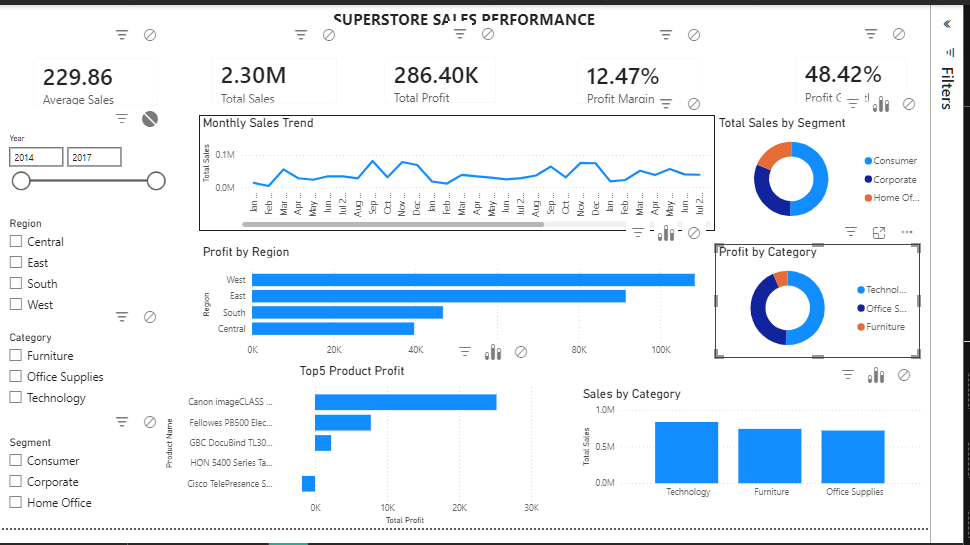 SUPERSTORE SALES PERFORMANCE
229.86
Average Sales
2.30M
Total Sales
286.40K
Total Profit
12.47%
Profit Margin
48.42%
Profit G
Filters
Year
2014 2017
Region
Central
East
South
West
Category
Furniture
Office Supplies
Technology
Segment
Consumer
Corporate
Home Office
Monthly Sales Trend
Total Sales
0.1M
0.0M
Jan ... Feb... Mar... Apr ... May ... Jun ... Jul 2... Aug... Sep ... Oct ... Nov ... Dec... Jan ... Feb... Mar... Apr ... May ... Jun ... Jul 2... Aug... Sep ... Oct ... Nov ... Dec... Jan ... Feb... Mar... Apr ... May ... Jun ... Jul 2...
Total Sales by Segment
Consumer
Corporate
Home Of...
Profit by Region
Region
West
East
South
Central
0K 20K 40K 80K 100K
Profit by Category
Technol...
Office S...
Furniture
Top5 Product Profit
Product Name
Canon imageCLASS ...
Fellowes PB500 Elec...
GBC DocuBind TL30...
HON 5400 Series Ta...
Cisco TelePresence S...
0K 10K 20K 30K
Total Profit
Sales by Category
Total Sales
1.0M
0.5M
0.0M
Technology Furniture Office Supplies